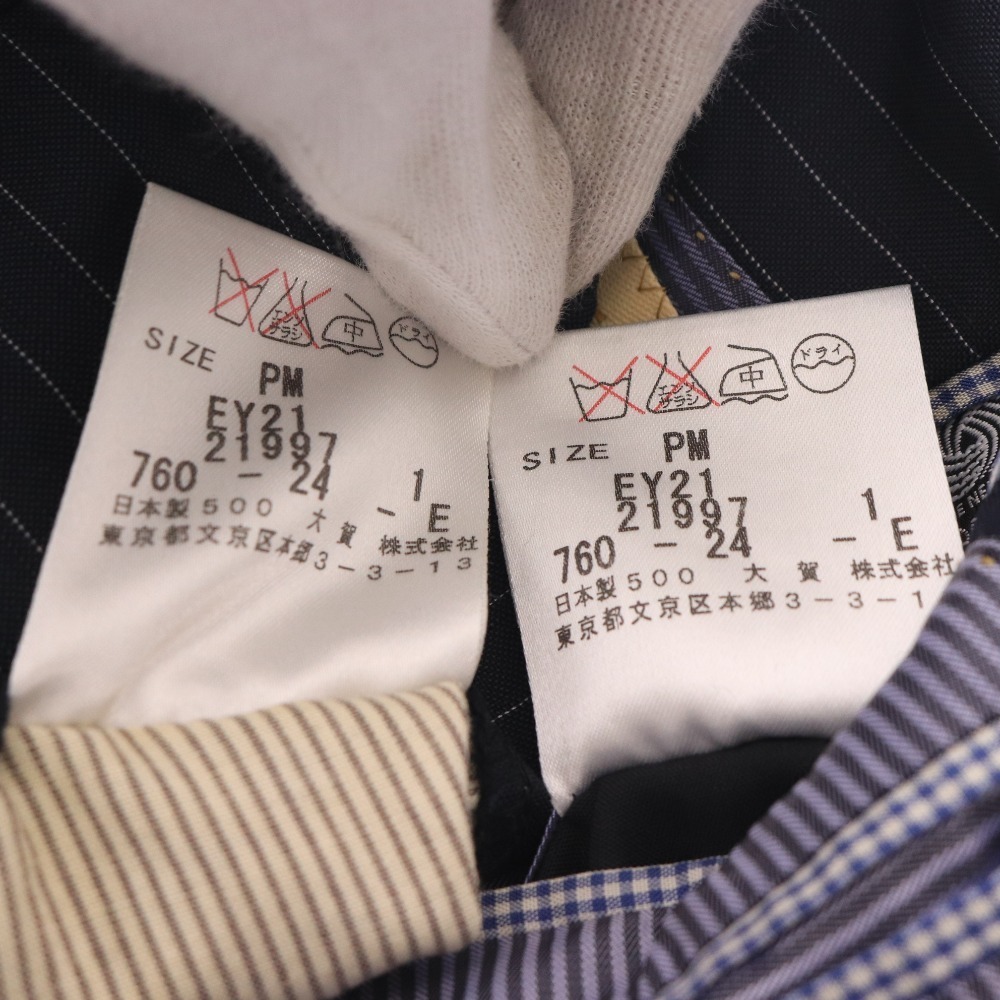 エンソ
サラシ
中
ドライ
SIZE PM
EY21
21997
760 - 24 - 1 E
日本製500 大賀 株式会社
東京都文京区本郷3-3-13
エンソ
サラシ
中
ドライ
SIZE PM
EY21
21997
760 - 24 - 1 E
日本製500 大賀 株式会社
東京都文京区本郷3-3-1